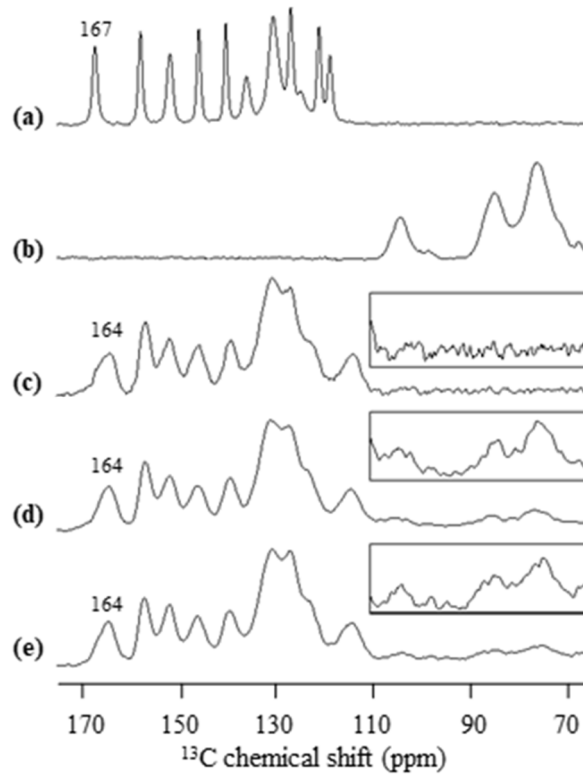 167
(a)
(b)
164
(c)
164
(d)
164
(e)
170 150 130 110 90 70
¹³C chemical shift (ppm)